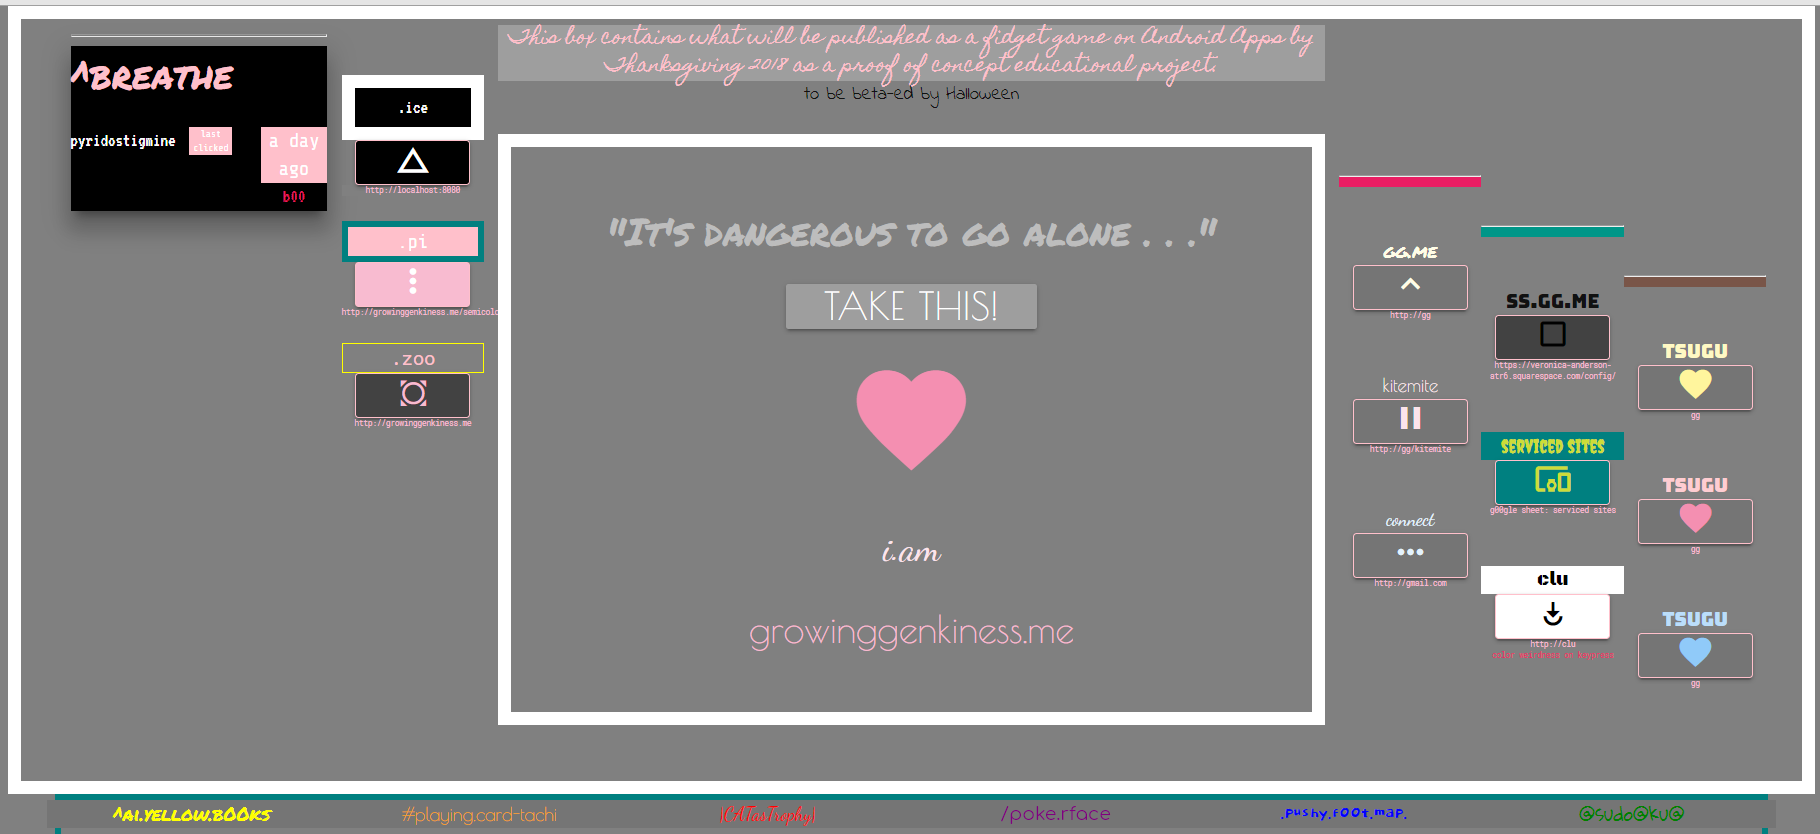 This box contains what will be published as a fidget game on Android Apps by
Thanksgiving 2018 as a proof of concept educational project.
to be beta-ed by Halloween
^BREATHE
pyridostigmine
last
clicked
a day
ago
b00
.ice
http://localhost:8080
.pi
http://growinggenkiness.me/semicolo
.zoo
http://growinggenkiness.me
"It's dangerous to go alone . . ."
TAKE THIS!
i.am
growinggenkiness.me
GG.ME
http://gg
kitemite
http://gg/kitemite
connect
http://gmail.com
SS.GG.ME
https://veronica-anderson-
atr6.squarespace.com/config/
SERVICED SITES
g00gle sheet: serviced sites
clu
http://clu
TSUGU
gg
TSUGU
gg
TSUGU
gg
^AI.YELLOW.BOOKS
#playing.card-tachi
)CATasTrophy)
/poke.rface
.pushy.f00t.map.
@sudo@ku@